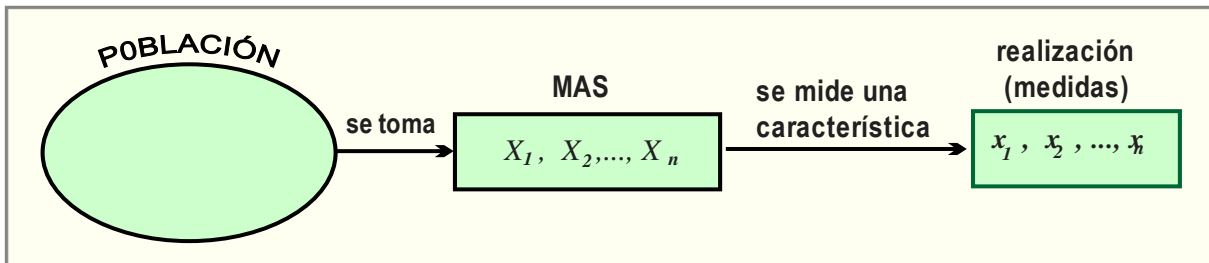 P0BLACIÓN
se toma
MAS
X1, X2,..., Xn
se mide una
característica
realización
(medidas)
x1, x2, ..., xn